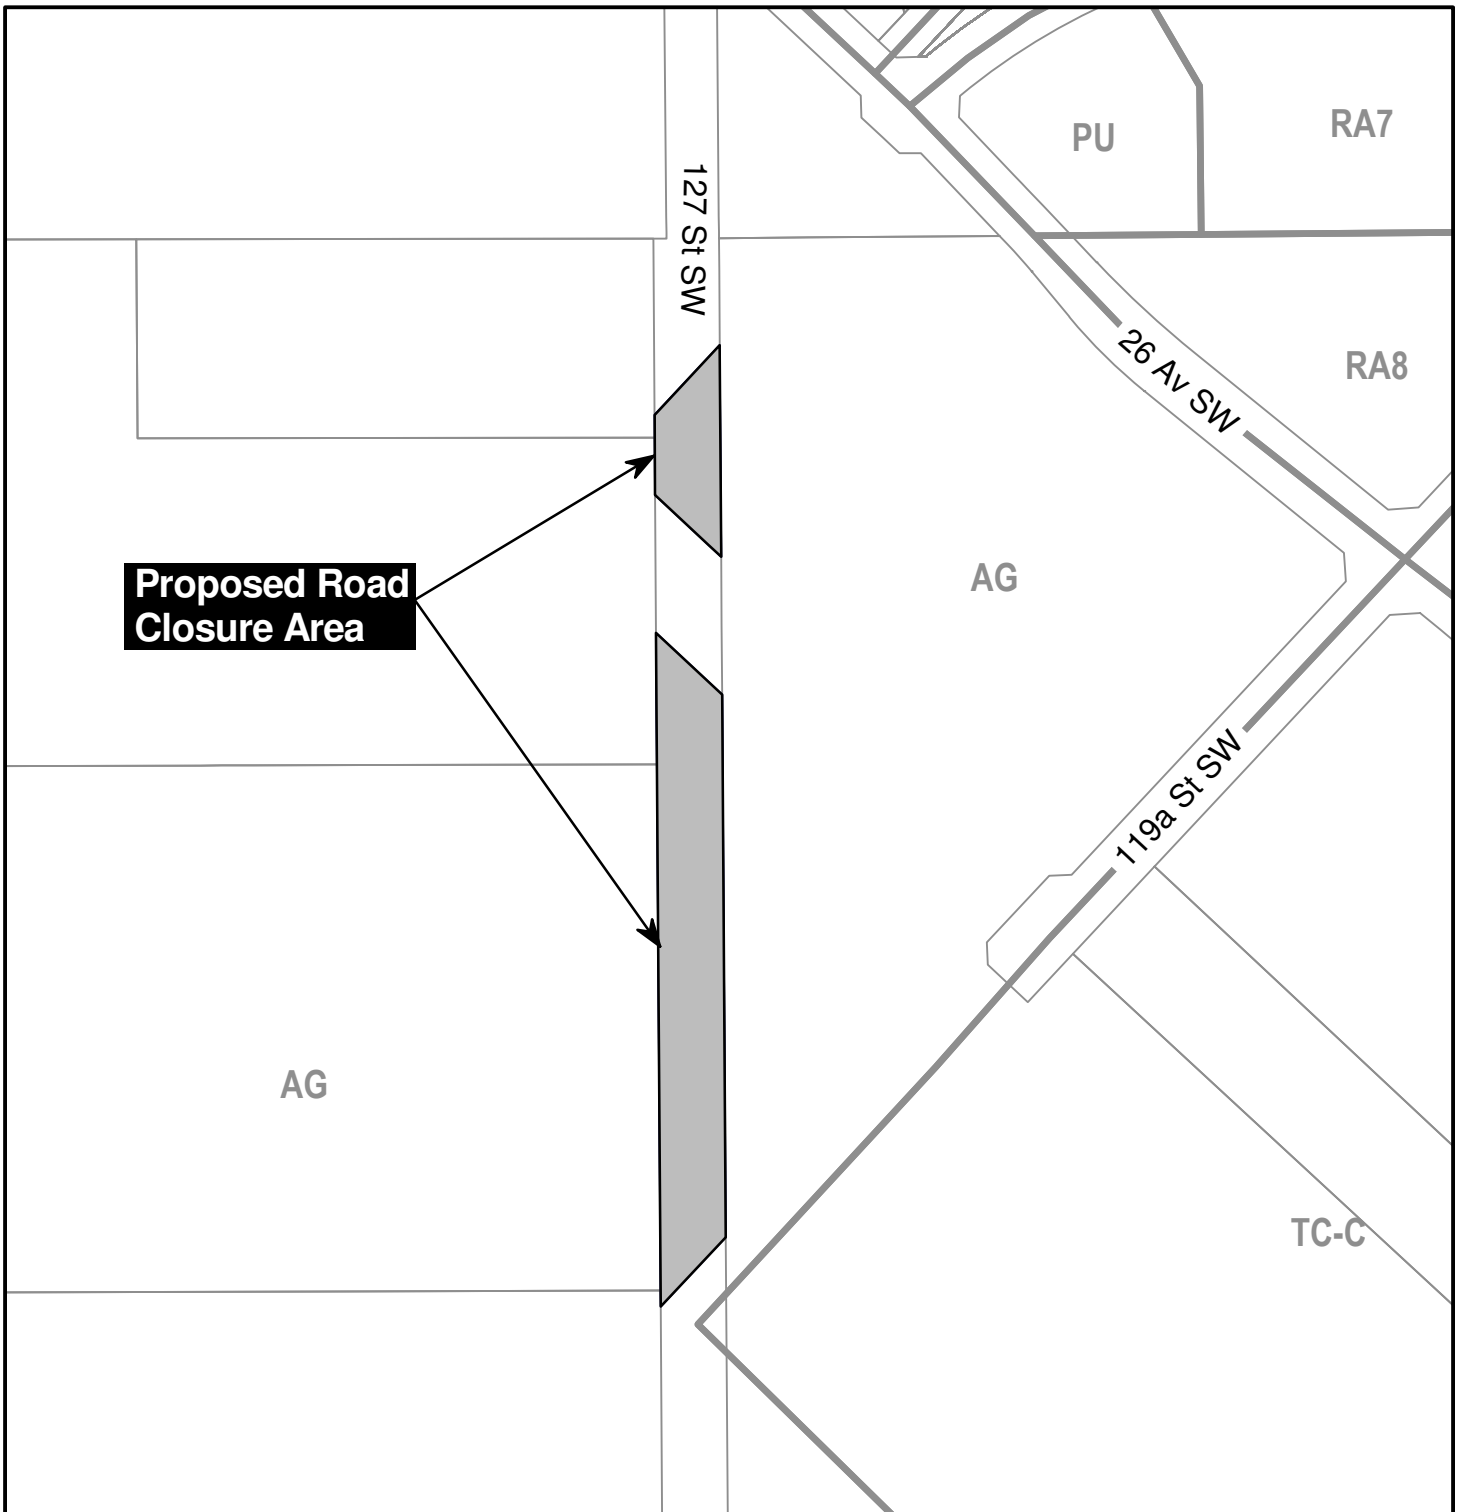 PU
RA7
127 St SW
26 Av SW
RA8
Proposed Road
Closure Area
AG
119a St SW
AG
TC-C